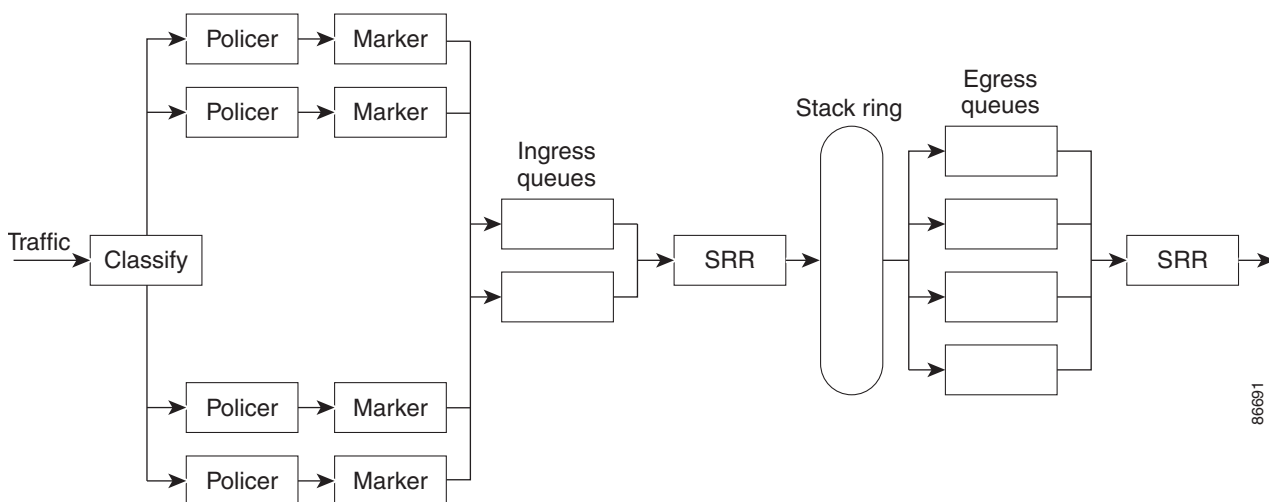 Policer
Marker
Policer
Marker
Traffic
Classify
Policer
Marker
Policer
Marker
Ingress
queues
SRR
Stack ring
Egress
queues
SRR
86691